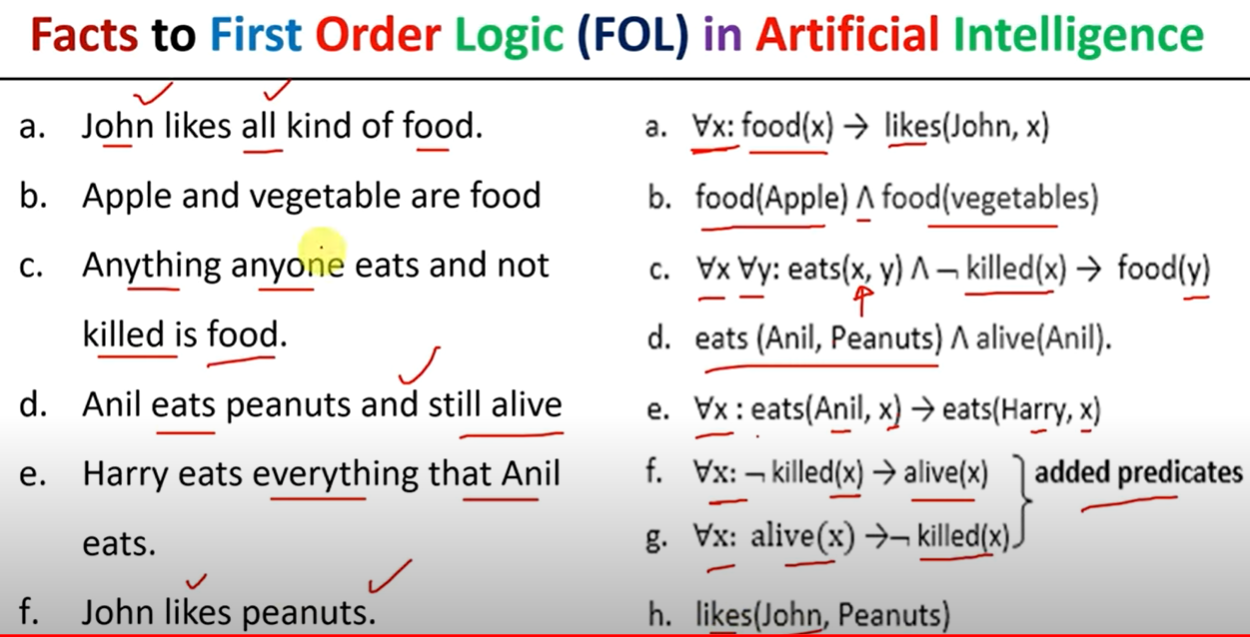 Facts to First Order Logic (FOL) in Artificial Intelligence
a. John likes all kind of food.
b. Apple and vegetable are food
c. Anything anyone eats and not
killed is food.
d. Anil eats peanuts and still alive
e. Harry eats everything that Anil
eats.
f. John likes peanuts.
a. ∀x: food(x) → likes(John, x)
b. food(Apple) Λ food(vegetables)
c. ∀x ∀y: eats(x, y) Λ ¬ killed(x) → food(y)
d. eats (Anil, Peanuts) Λ alive(Anil).
e. ∀x : eats(Anil, x) → eats(Harry, x)
f. ∀x: ¬ killed(x) → alive(x)
added predicates
g. ∀x: alive(x) →¬ killed(x)
h. likes(John, Peanuts)